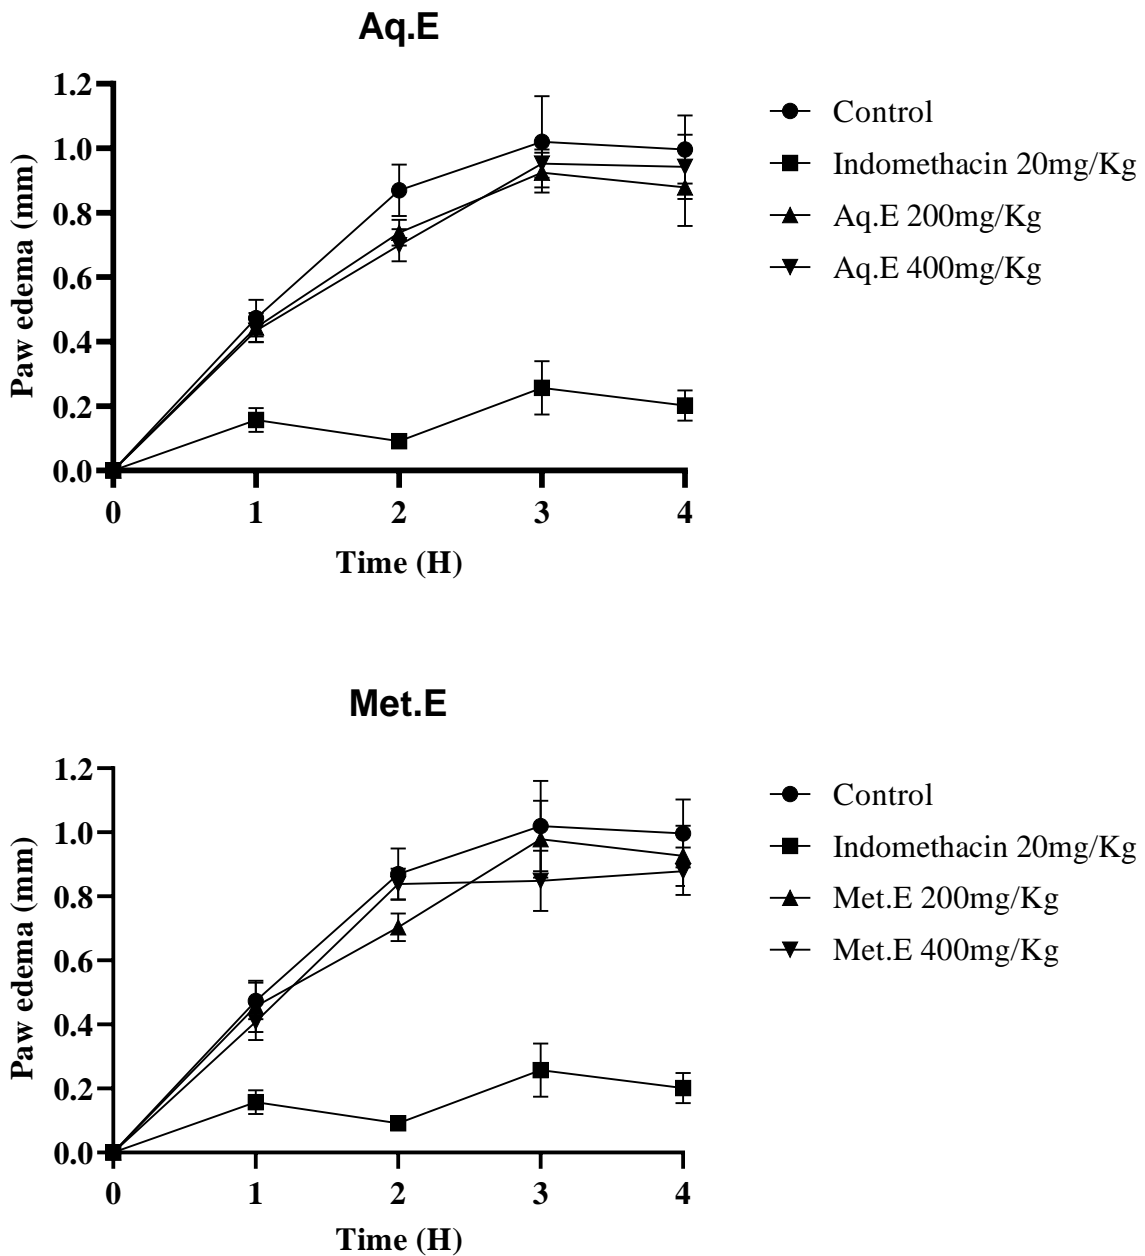 Aq.E
1.2
1.0
0.8
0.6
0.4
0.2
0.0
Paw edema (mm)
0 1 2 3 4
Time (H)
Control
Indomethacin 20mg/Kg
Aq.E 200mg/Kg
Aq.E 400mg/Kg
Met.E
1.2
1.0
0.8
0.6
0.4
0.2
0.0
Paw edema (mm)
0 1 2 3 4
Time (H)
Control
Indomethacin 20mg/Kg
Met.E 200mg/Kg
Met.E 400mg/Kg